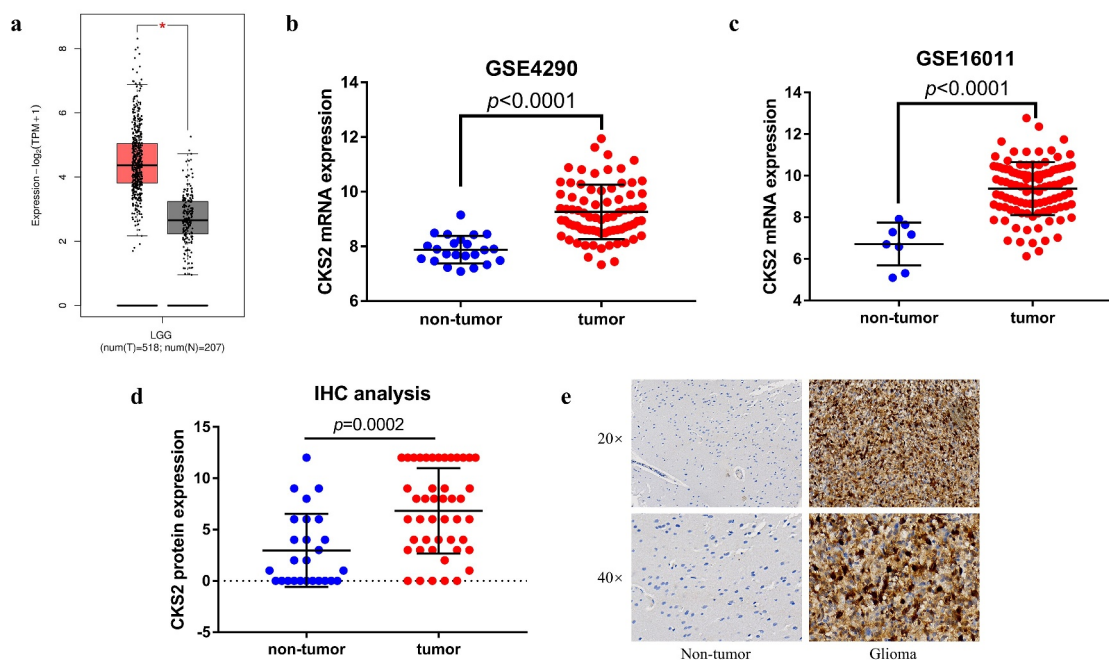 a
*
Expression − log2(TPM + 1)
8
6
4
2
0
LGG
(num(T)=518; num(N)=207)
b
GSE4290
p<0.0001
CKS2 mRNA expression
14
12
10
8
6
non-tumor
tumor
c
GSE16011
p<0.0001
CKS2 mRNA expression
14
12
10
8
6
4
non-tumor
tumor
d
IHC analysis
p=0.0002
CKS2 protein expression
15
10
5
0
-5
non-tumor
tumor
e
20×
40×
Non-tumor
Glioma